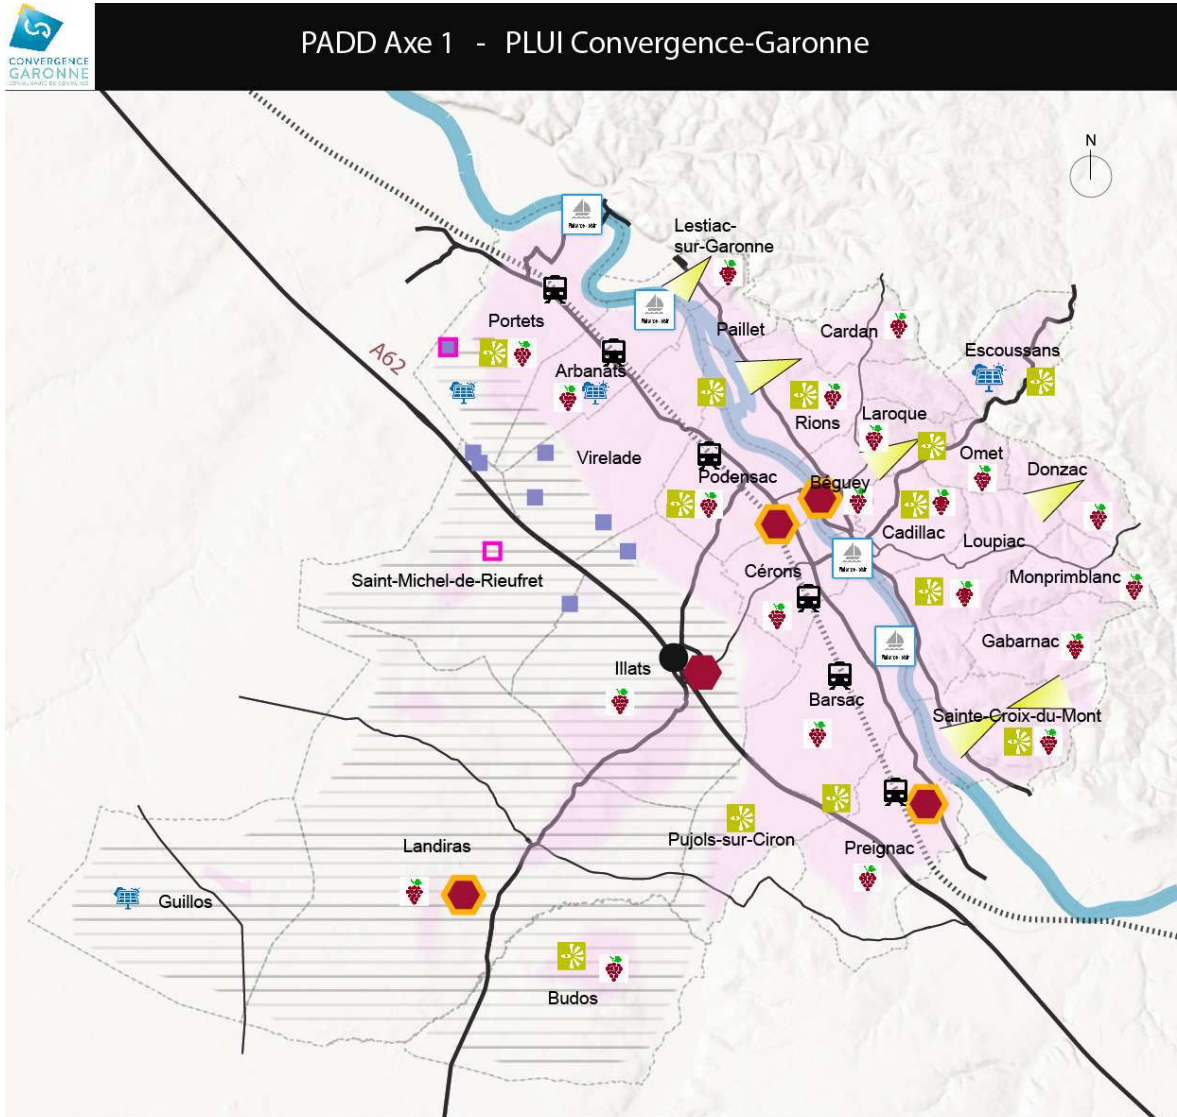 CONVERGENCE
GARONNE
PADD Axe 1 - PLUI Convergence-Garonne
N
Lestiac-
sur-Garonne
Portets
Paillet
Cardan
A62
Arbanats
Escoussans
Rions
Laroque
Virelade
Omet
Donzac
Podensac
Béguey
Cadillac
Loupiac
Saint-Michel-de-Rieufret
Cérons
Monprimblanc
Gabarnac
Illats
Barsac
Sainte-Croix-du-Mont
Pujols-sur-Ciron
Landiras
Preignac
Guillos
Budos